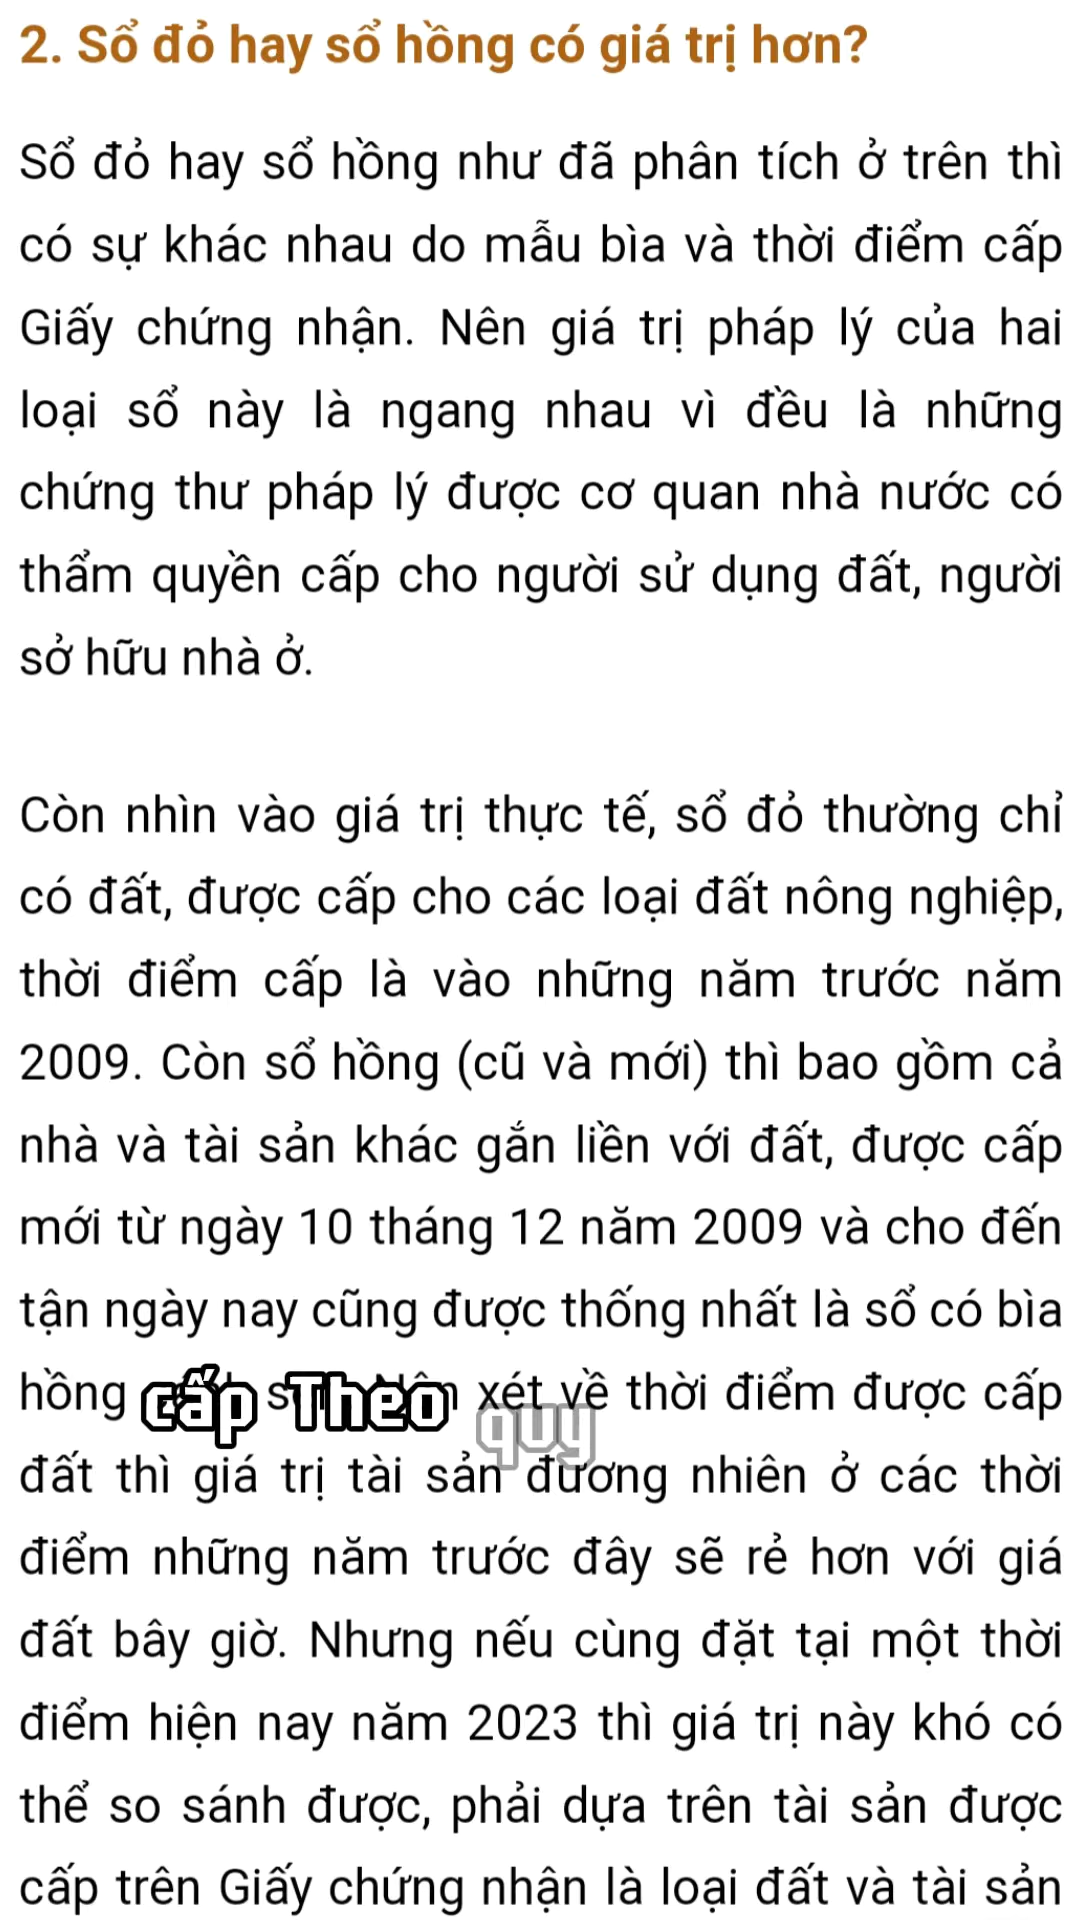 2. Sổ đỏ hay sổ hồng có giá trị hơn?
Sổ đỏ hay sổ hồng như đã phân tích ở trên thì
có sự khác nhau do mẫu bìa và thời điểm cấp
Giấy chứng nhận. Nên giá trị pháp lý của hai
loại sổ này là ngang nhau vì đều là những
chứng thư pháp lý được cơ quan nhà nước có
thẩm quyền cấp cho người sử dụng đất, người
sở hữu nhà ở.
Còn nhìn vào giá trị thực tế, sổ đỏ thường chỉ
có đất, được cấp cho các loại đất nông nghiệp,
thời điểm cấp là vào những năm trước năm
2009. Còn sổ hồng (cũ và mới) thì bao gồm cả
nhà và tài sản khác gắn liền với đất, được cấp
mới từ ngày 10 tháng 12 năm 2009 và cho đến
tận ngày nay cũng được thống nhất là sổ có bìa
hồng xét về thời điểm được cấp
cấp Theo quy
đất thì giá trị tài sản đương nhiên ở các thời
điểm những năm trước đây sẽ rẻ hơn với giá
đất bây giờ. Nhưng nếu cùng đặt tại một thời
điểm hiện nay năm 2023 thì giá trị này khó có
thể so sánh được, phải dựa trên tài sản được
cấp trên Giấy chứng nhận là loại đất và tài sản